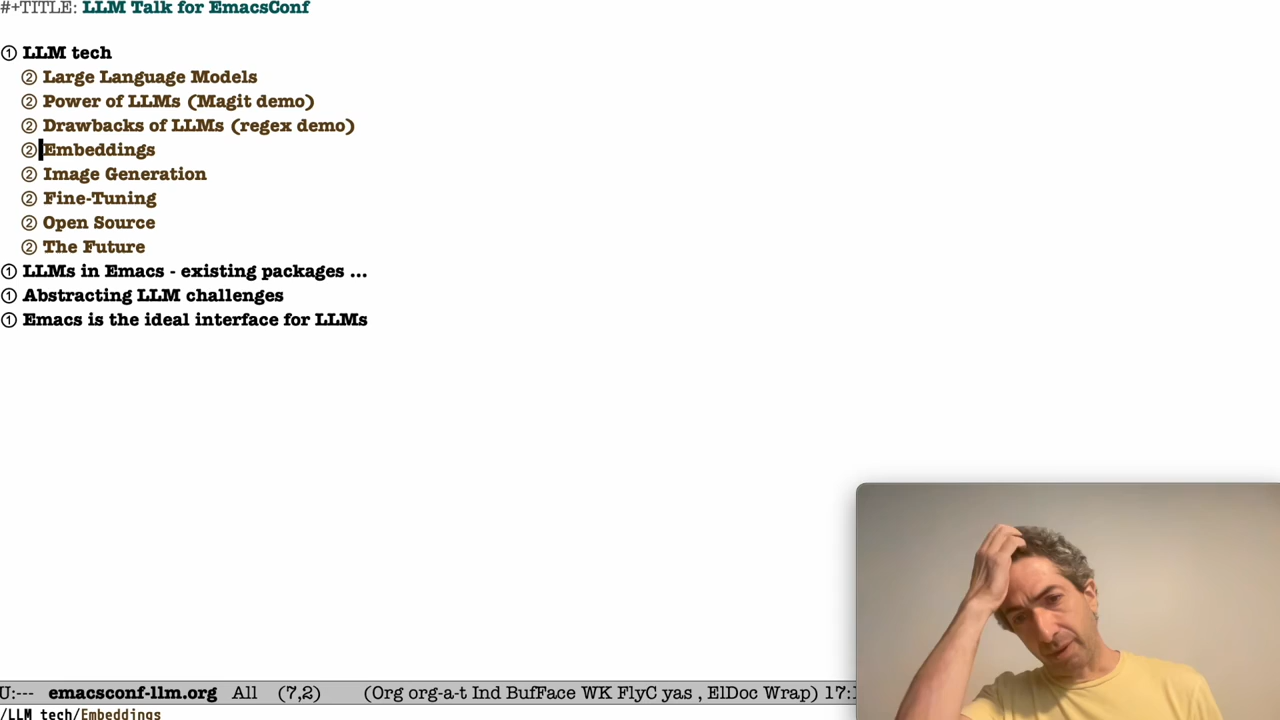 #+TITLE: LLM Talk for EmacsConf
① LLM tech
② Large Language Models
② Power of LLMs (Magit demo)
② Drawbacks of LLMs (regex demo)
② Embeddings
② Image Generation
② Fine-Tuning
② Open Source
② The Future
① LLMs in Emacs - existing packages ...
① Abstracting LLM challenges
① Emacs is the ideal interface for LLMs
U:--- emacsconf-llm.org All (7,2) (Org org-a-t Ind BufFace WK FlyC yas , ElDoc Wrap)
/LLM tech/Embeddings